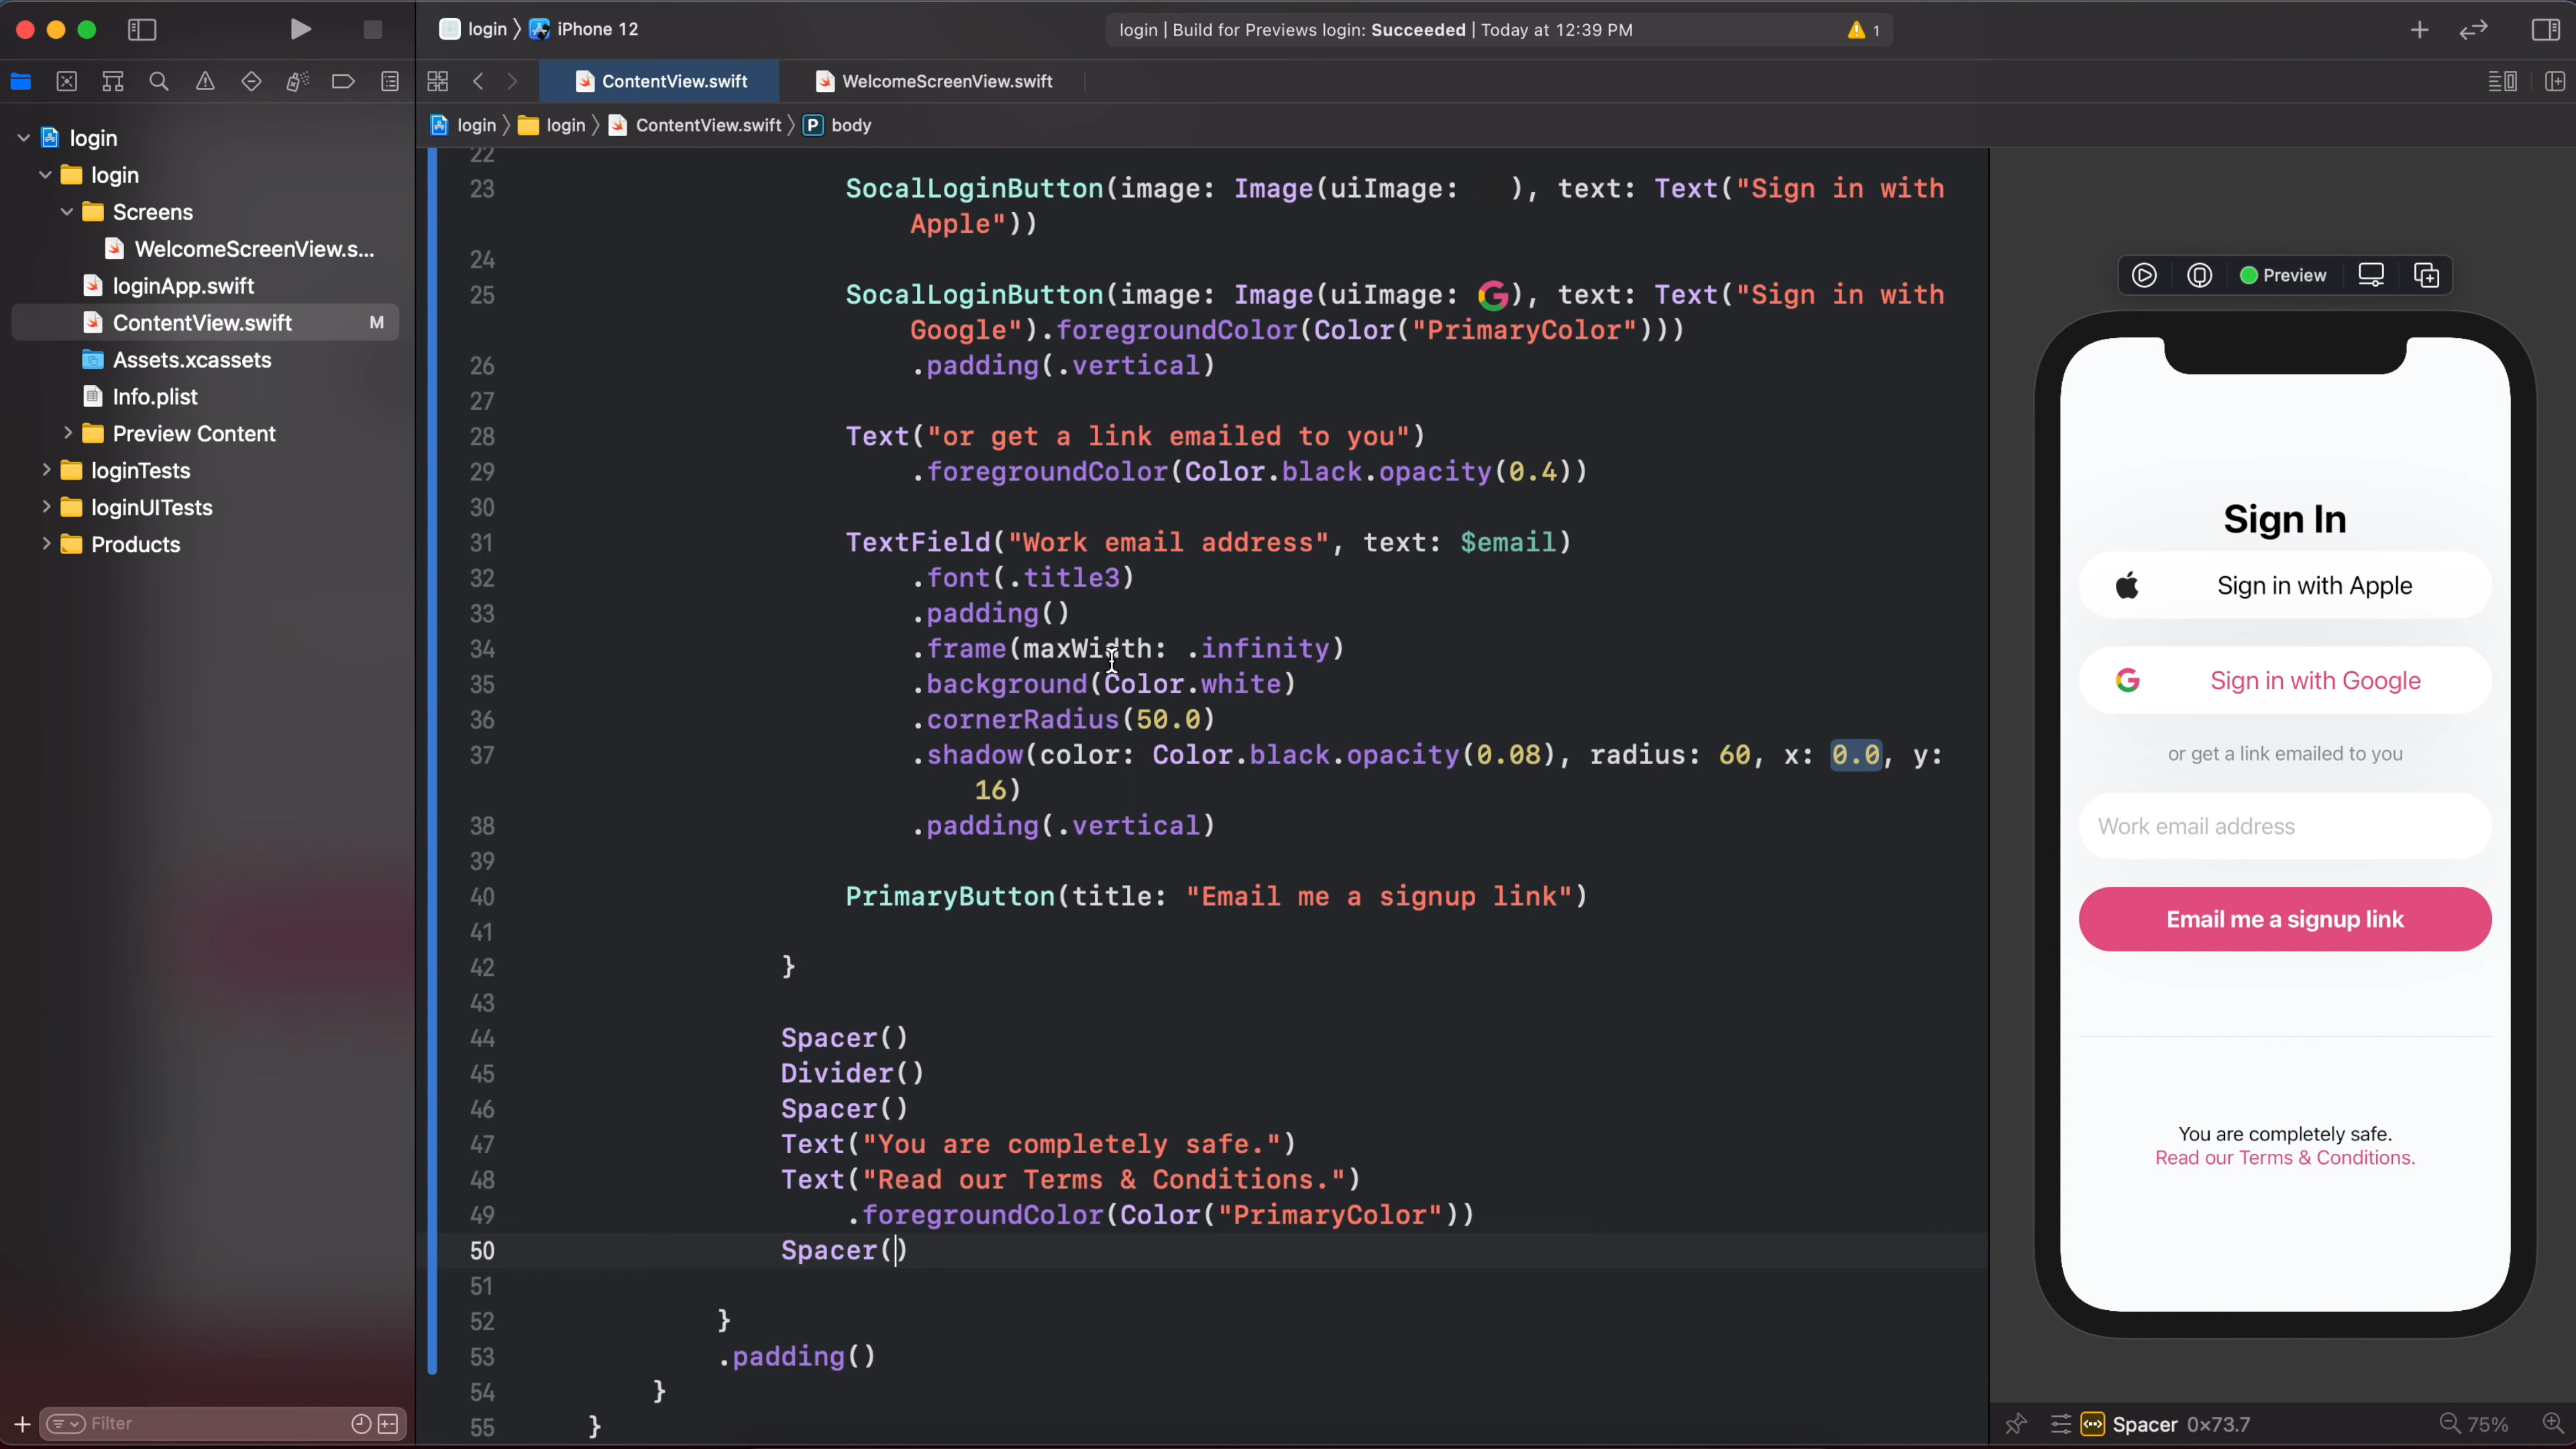 login
iPhone 12
login | Build for Previews login: Succeeded | Today at 12:39 PM
1
ContentView.swift
WelcomeScreenView.swift
login
login
ContentView.swift
P
body
login
login
Screens
WelcomeScreenView.s...
loginApp.swift
ContentView.swift
M
Assets.xcassets
Info.plist
Preview Content
loginTests
loginUITests
Products
Filter
22
23 SocalLoginButton(image: Image(uiImage: ), text: Text("Sign in with
Apple"))
24
25 SocalLoginButton(image: Image(uiImage: G), text: Text("Sign in with
Google").foregroundColor(Color("PrimaryColor")))
26 .padding(.vertical)
27
28 Text("or get a link emailed to you")
29 .foregroundColor(Color.black.opacity(0.4))
30
31 TextField("Work email address", text: $email)
32 .font(.title3)
33 .padding()
34 .frame(maxWidth: .infinity)
35 .background(Color.white)
36 .cornerRadius(50.0)
37 .shadow(color: Color.black.opacity(0.08), radius: 60, x: 0.0, y:
16)
38 .padding(.vertical)
39
40 PrimaryButton(title: "Email me a signup link")
41
42 }
43
44 Spacer()
45 Divider()
46 Spacer()
47 Text("You are completely safe.")
48 Text("Read our Terms & Conditions.")
49 .foregroundColor(Color("PrimaryColor"))
50 Spacer()
51
52 }
53 .padding()
54 }
55 }
Preview
Sign In
Sign in with Apple
G Sign in with Google
or get a link emailed to you
Work email address
Email me a signup link
You are completely safe.
Read our Terms & Conditions.
Spacer 0×73.7
75%